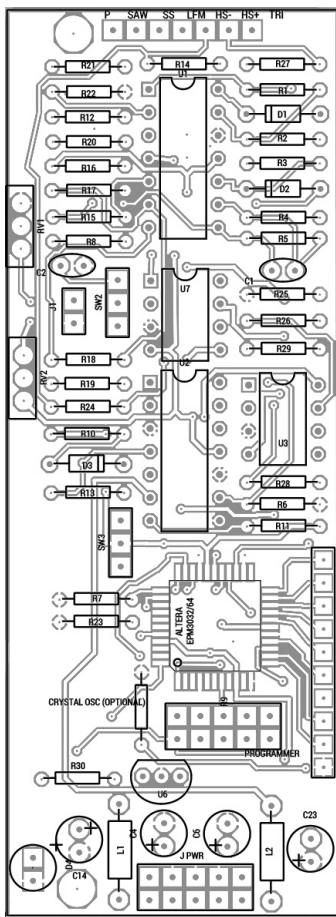 P SAW SS LFM HS- HS+ TRI
R21 R14 R27
U1
R22 R1
R12 D1
R20 R2
R16 R3
R17 D2
R15 R4
RV1
R8 R5
C2 C1
SW2 U7 R25
J1
R26
R18 R29
U2
RV2
R19
R24
R10 U3
D3
R13 R28
R6
R11
SW3
ALTERA
EPM3032/64
R7
R23
CRYSTAL OSC (OPTIONAL) R9
PROGRAMMER
R30
U6
C4 C5 C23
L1 L2
J PWR
C14